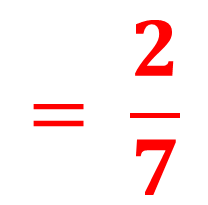 = 2/7